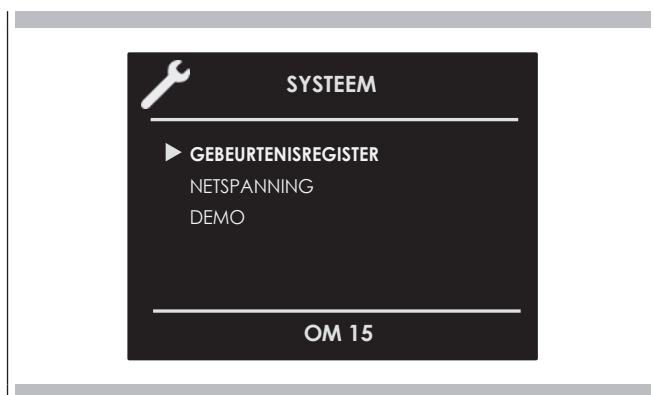 SYSTEEM
GEBEURTENISREGISTER
NETSPANNING
DEMO
OM 15